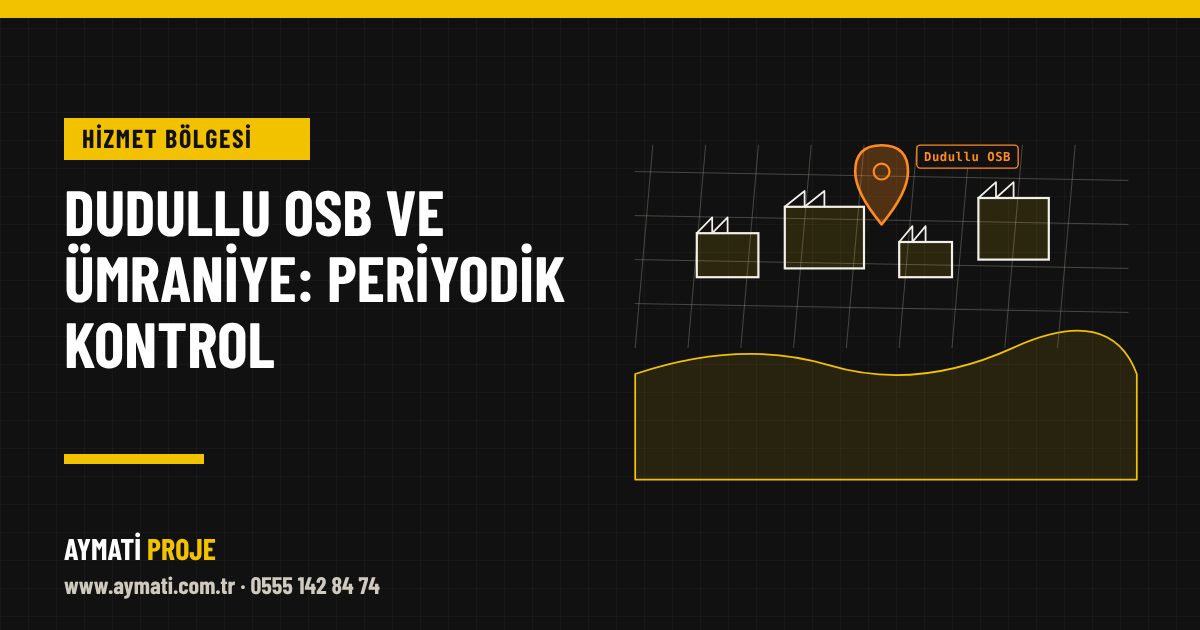 HİZMET BÖLGESİ
DUDULLU OSB VE
ÜMRANİYE: PERİYODİK
KONTROL
Dudullu OSB
AYMATİ PROJE
www.aymati.com.tr · 0555 142 84 74